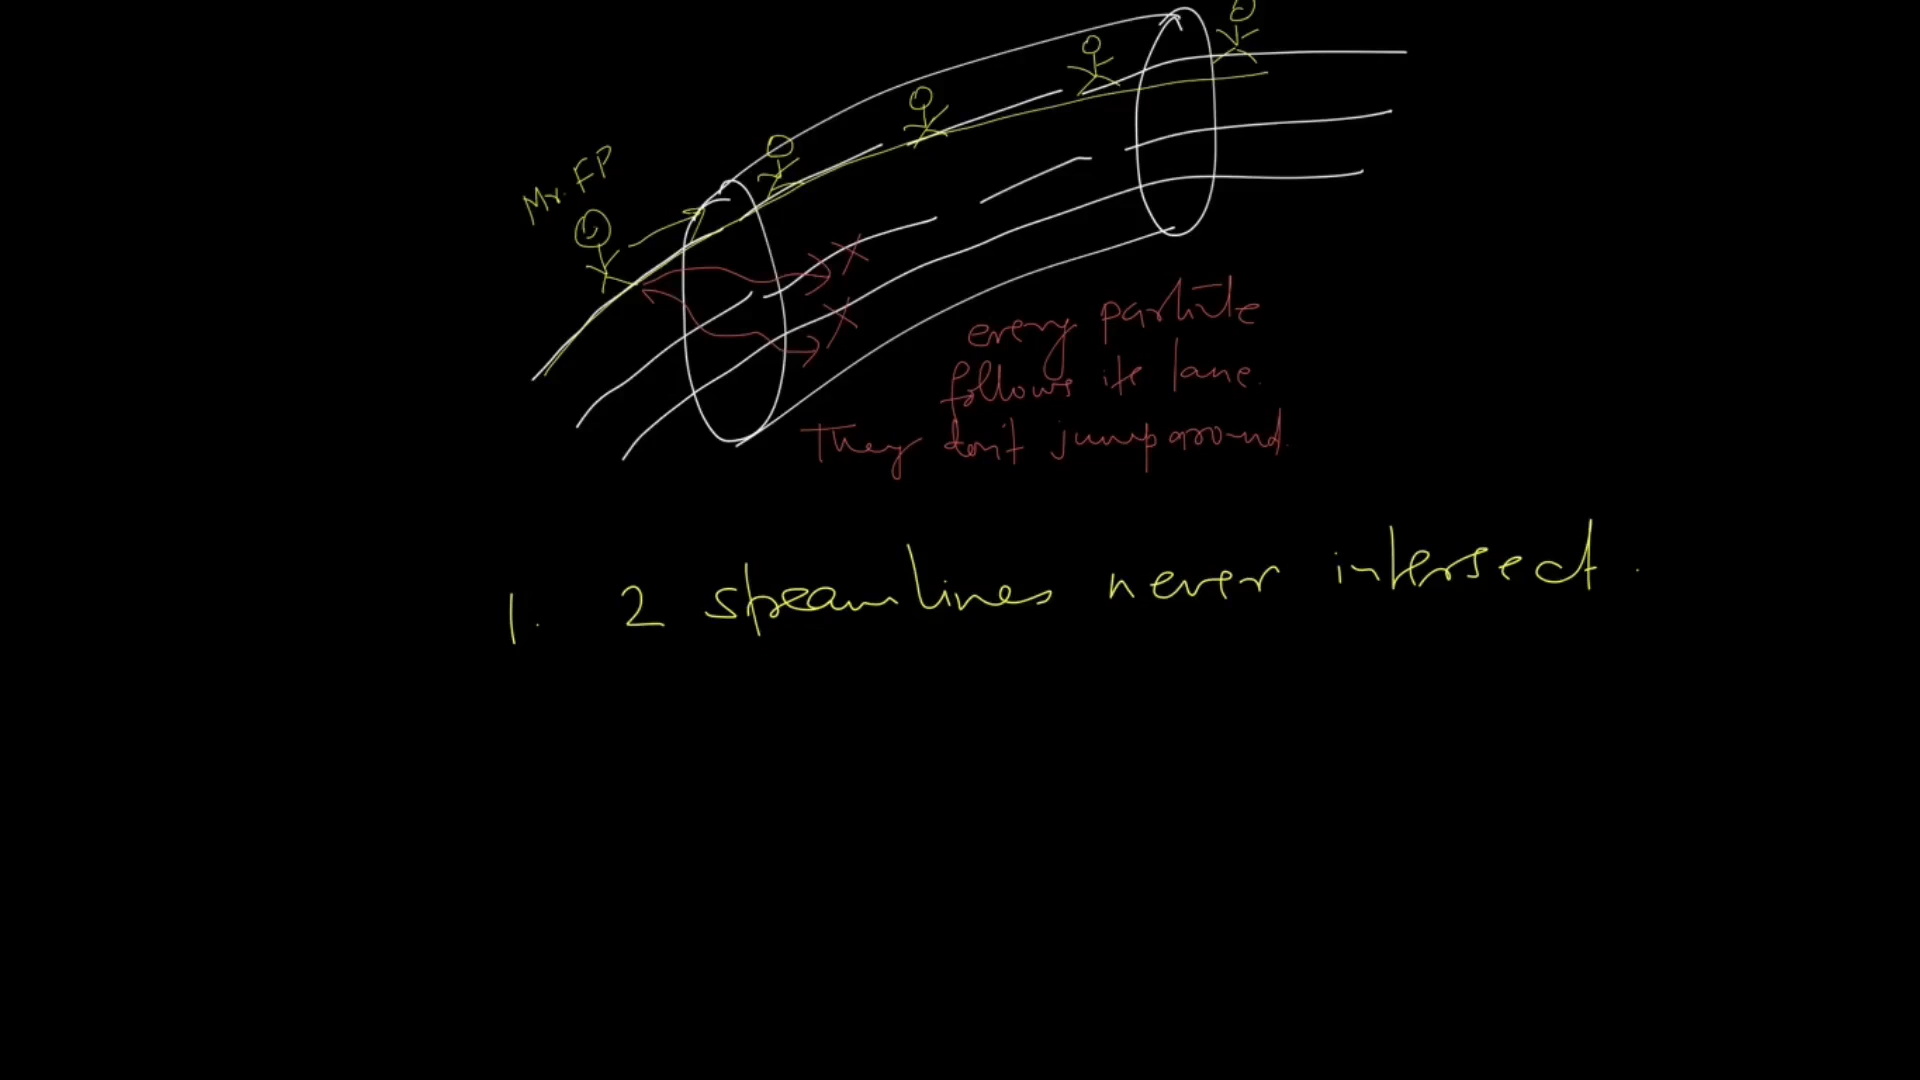 Mr. FP
every particle
follows its lane.
They don't jump around.
1. 2 streamlines never intersect.